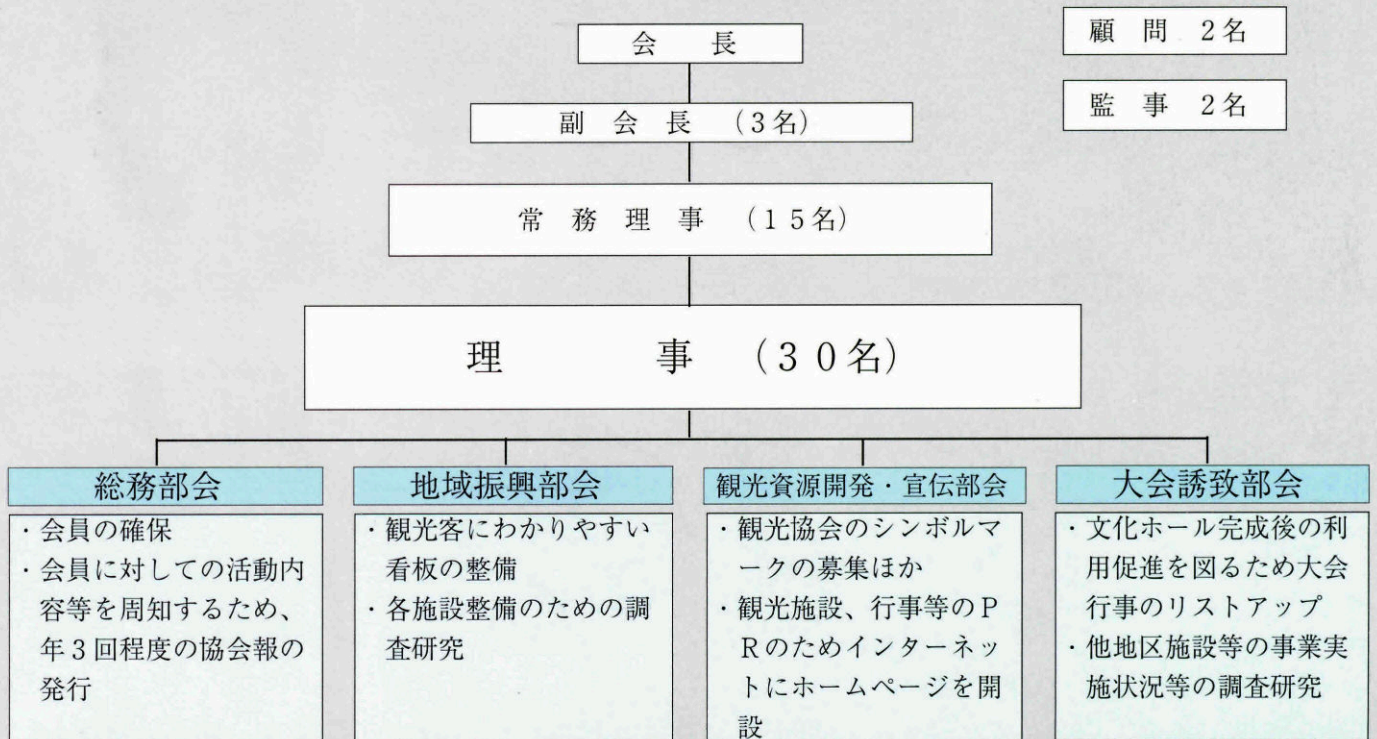 会 長
顧 問 2名
監 事 2名
副 会 長 (3名)
常 務 理 事 (15名)
理 事 (30名)
総務部会
・会員の確保
・会員に対しての活動内
容等を周知するため、
年3回程度の協会報の
発行
地域振興部会
・観光客にわかりやすい
看板の整備
・各施設整備のための調
査研究
観光資源開発・宣伝部会
・観光協会のシンボルマ
ークの募集ほか
・観光施設、行事等のP
Rのためインターネッ
トにホームページを開
設
大会誘致部会
・文化ホール完成後の利
用促進を図るため大会
行事のリストアップ
・他地区施設等の事業実
施状況等の調査研究